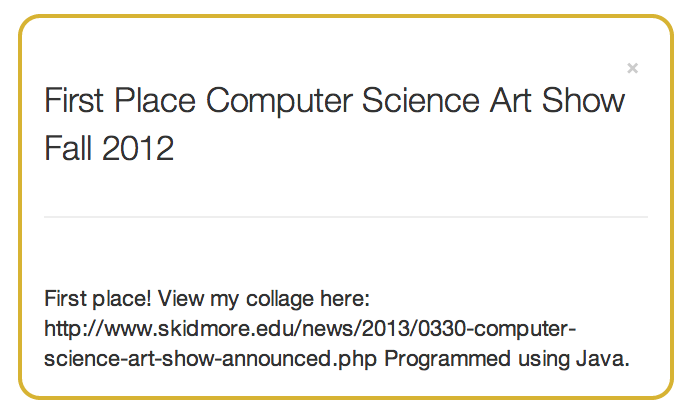 ×
First Place Computer Science Art Show
Fall 2012
First place! View my collage here:
http://www.skidmore.edu/news/2013/0330-computer-
science-art-show-announced.php Programmed using Java.